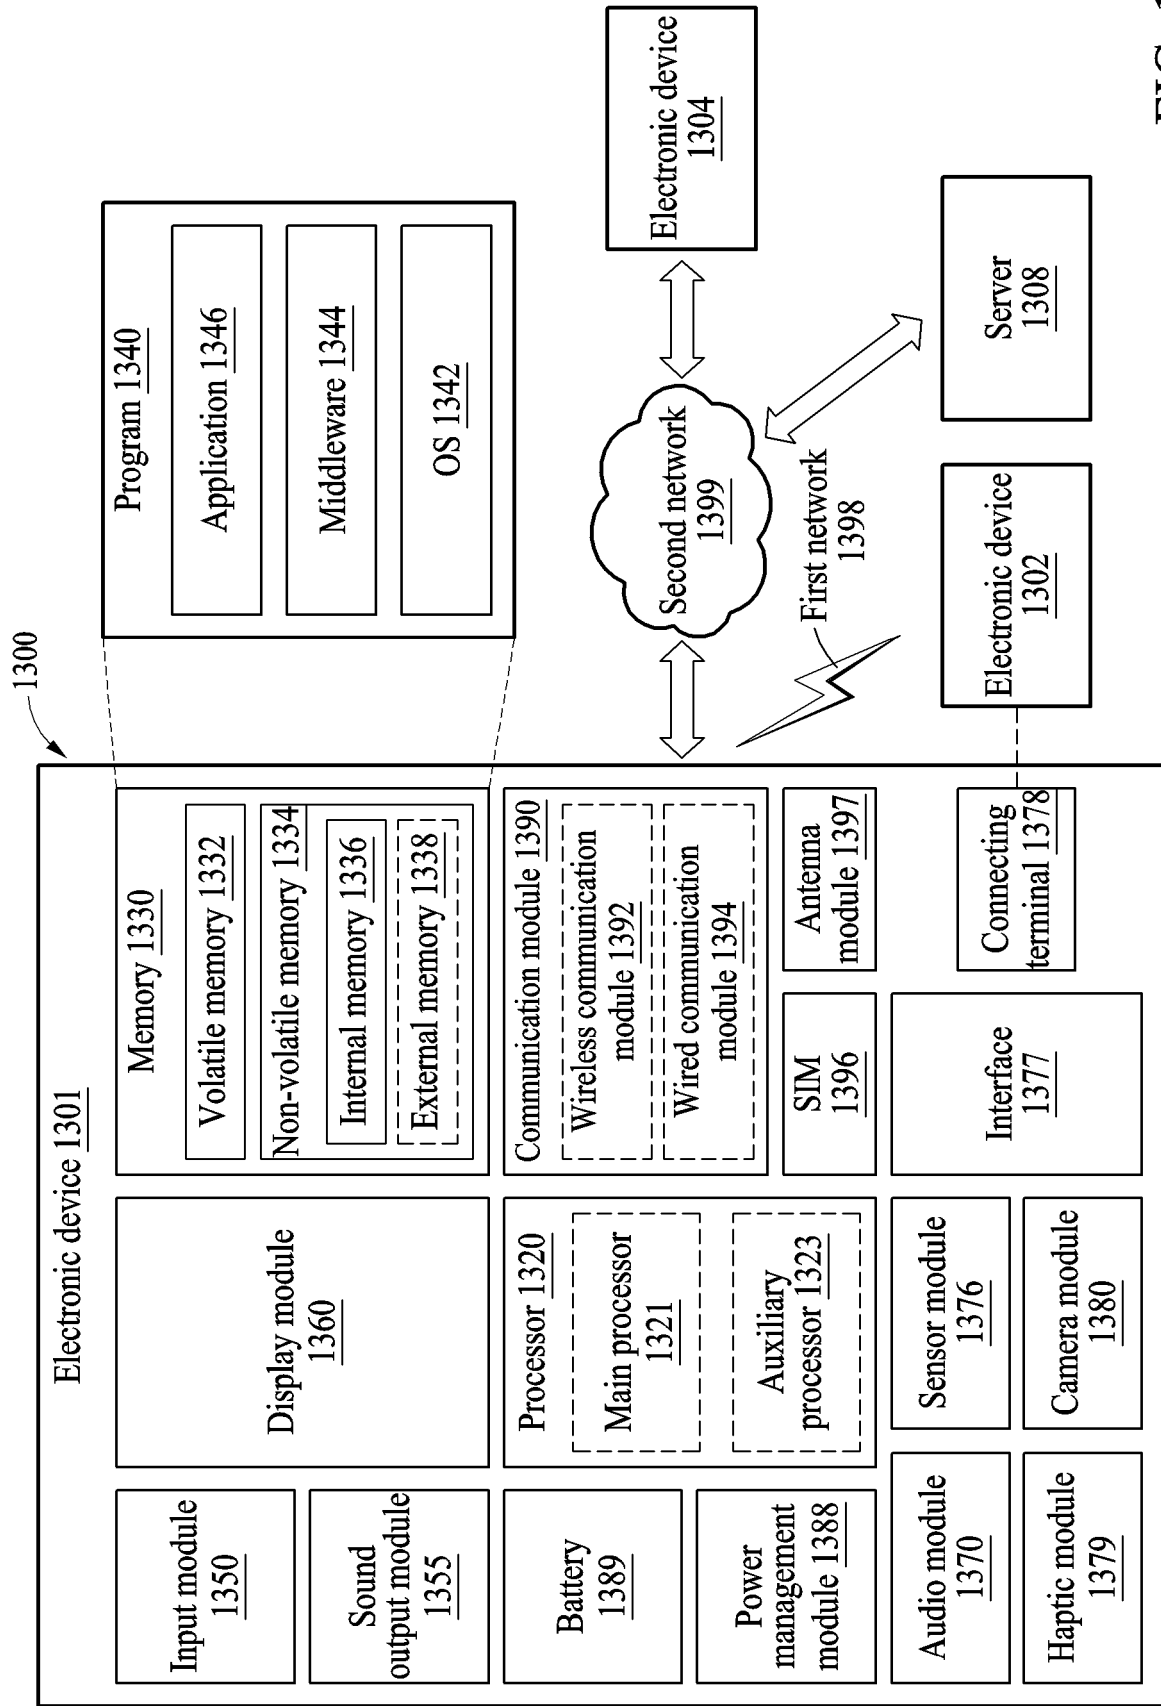 1300
Electronic device 1301
Input module
1350
Sound
output module
1355
Battery
1389
Power
management
module 1388
Audio module
1370
Haptic module
1379
Display module
1360
Processor 1320
Main processor
1321
Auxiliary
processor 1323
Sensor module
1376
Camera module
1380
Memory 1330
Volatile memory 1332
Non-volatile memory 1334
Internal memory 1336
External memory 1338
Communication module 1390
Wireless communication
module 1392
Wired communication
module 1394
SIM
1396
Antenna
module 1397
Interface
1377
Connecting
terminal 1378
Program 1340
Application 1346
Middleware 1344
OS 1342
Second network
1399
First network
1398
Electronic device
1304
Electronic device
1302
Server
1308
FIG.